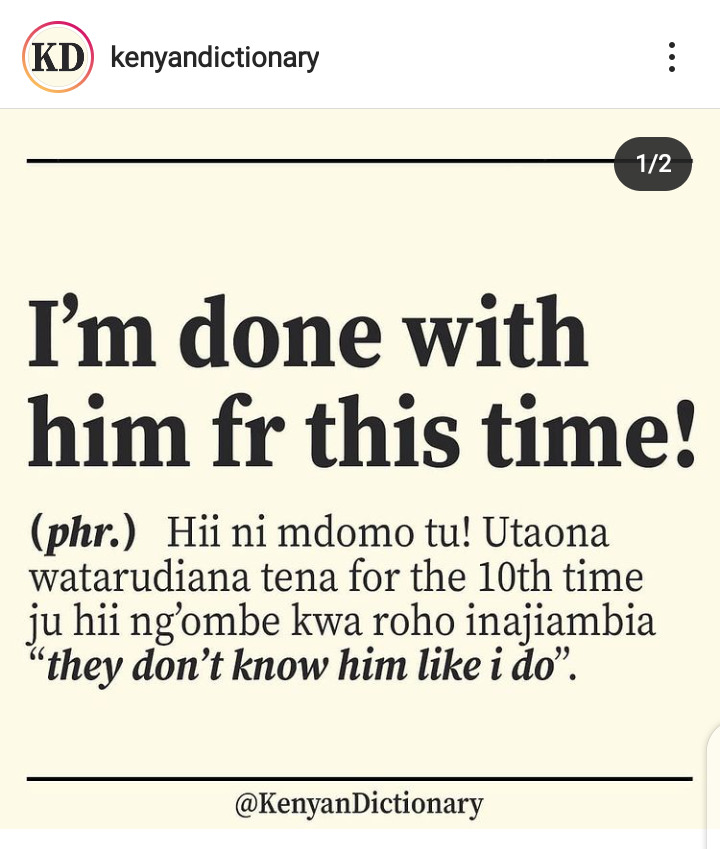 KD kenyandictionary
1/2
I’m done with
him fr this time!
(phr.) Hii ni mdomo tu! Utaona
watarudiana tena for the 10th time
ju hii ng’ombe kwa roho inajiambia
“they don’t know him like i do”.
@KenyanDictionary